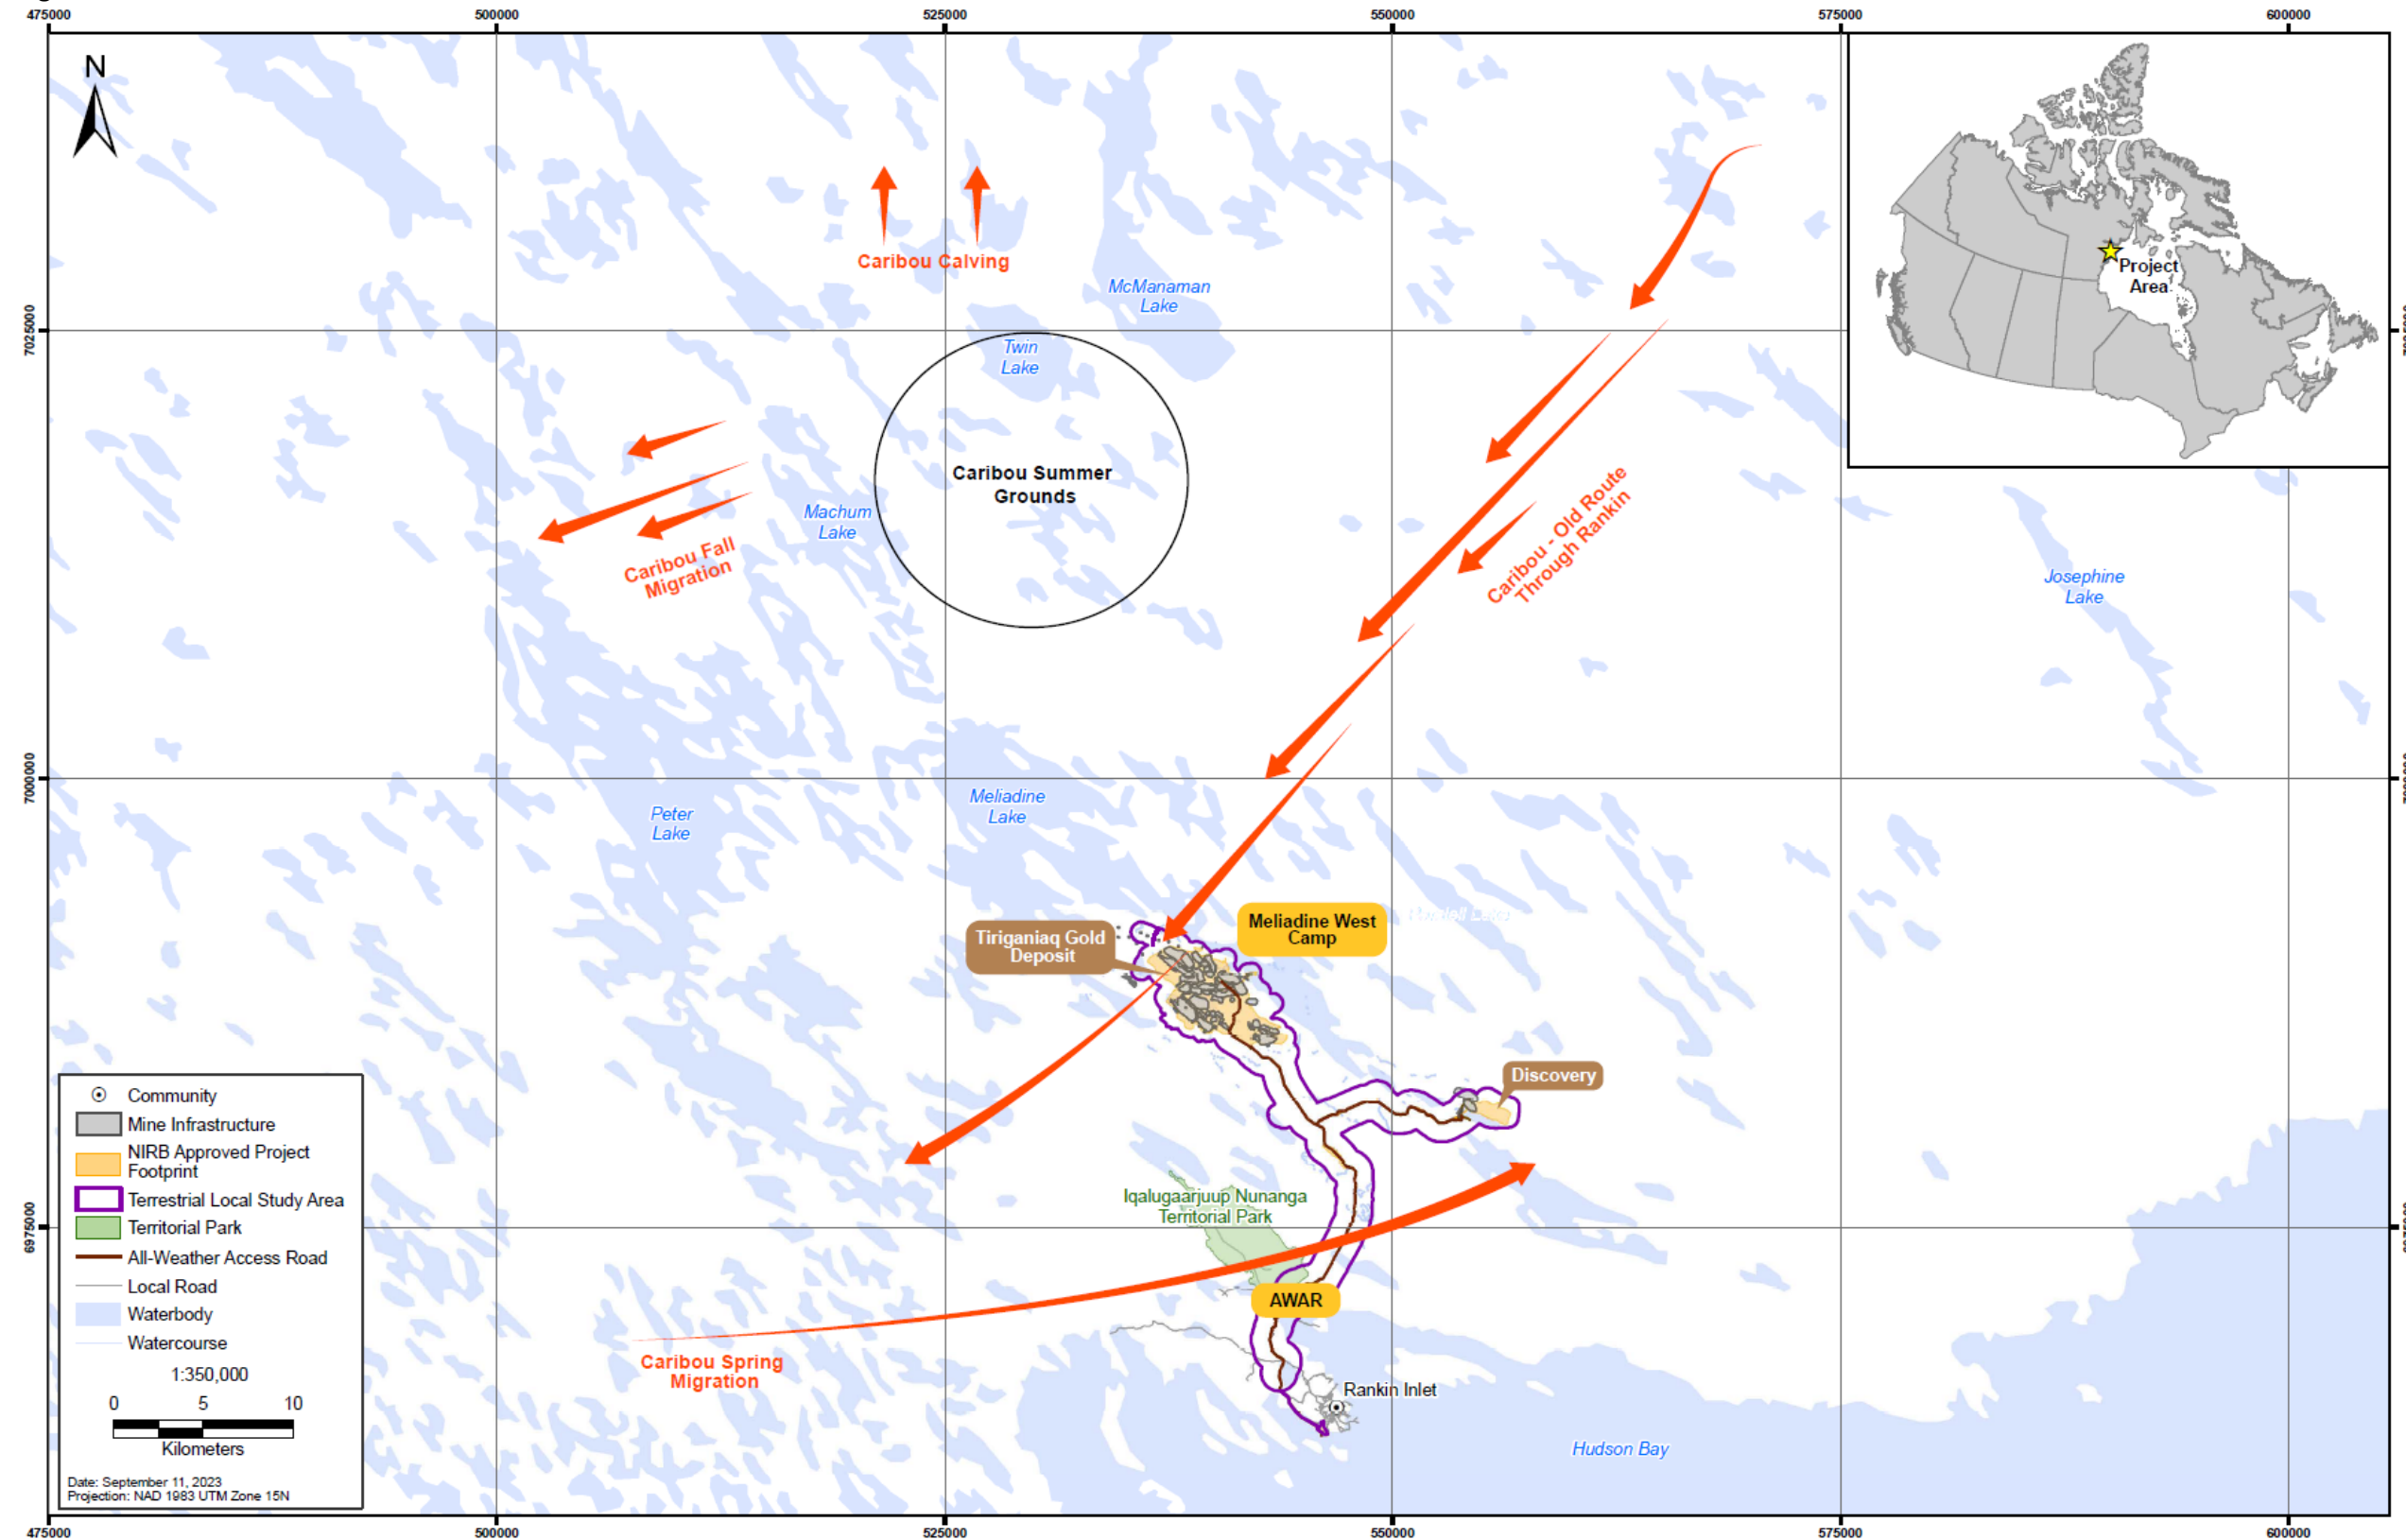 475000
500000
525000
550000
575000
600000
N
7025000
7000000
6975000
Caribou Calving
McManaman
Lake
Twin
Lake
Caribou Summer
Grounds
Machum
Lake
Caribou Fall
Migration
Caribou - Old Route
Through Rankin
Project
Area
Josephine
Lake
Peter
Lake
Meliadine
Lake
Tiriganiaq Gold
Deposit
Meliadine West
Camp
Discovery
Iqalugaarjuup Nunanga
Territorial Park
AWAR
Caribou Spring
Migration
Rankin Inlet
Hudson Bay
Community
Mine Infrastructure
NIRB Approved Project
Footprint
Terrestrial Local Study Area
Territorial Park
All-Weather Access Road
Local Road
Waterbody
Watercourse
1:350,000
0 5 10
Kilometers
Date: September 11, 2023
Projection: NAD 1983 UTM Zone 15N
475000
500000
525000
550000
575000
600000